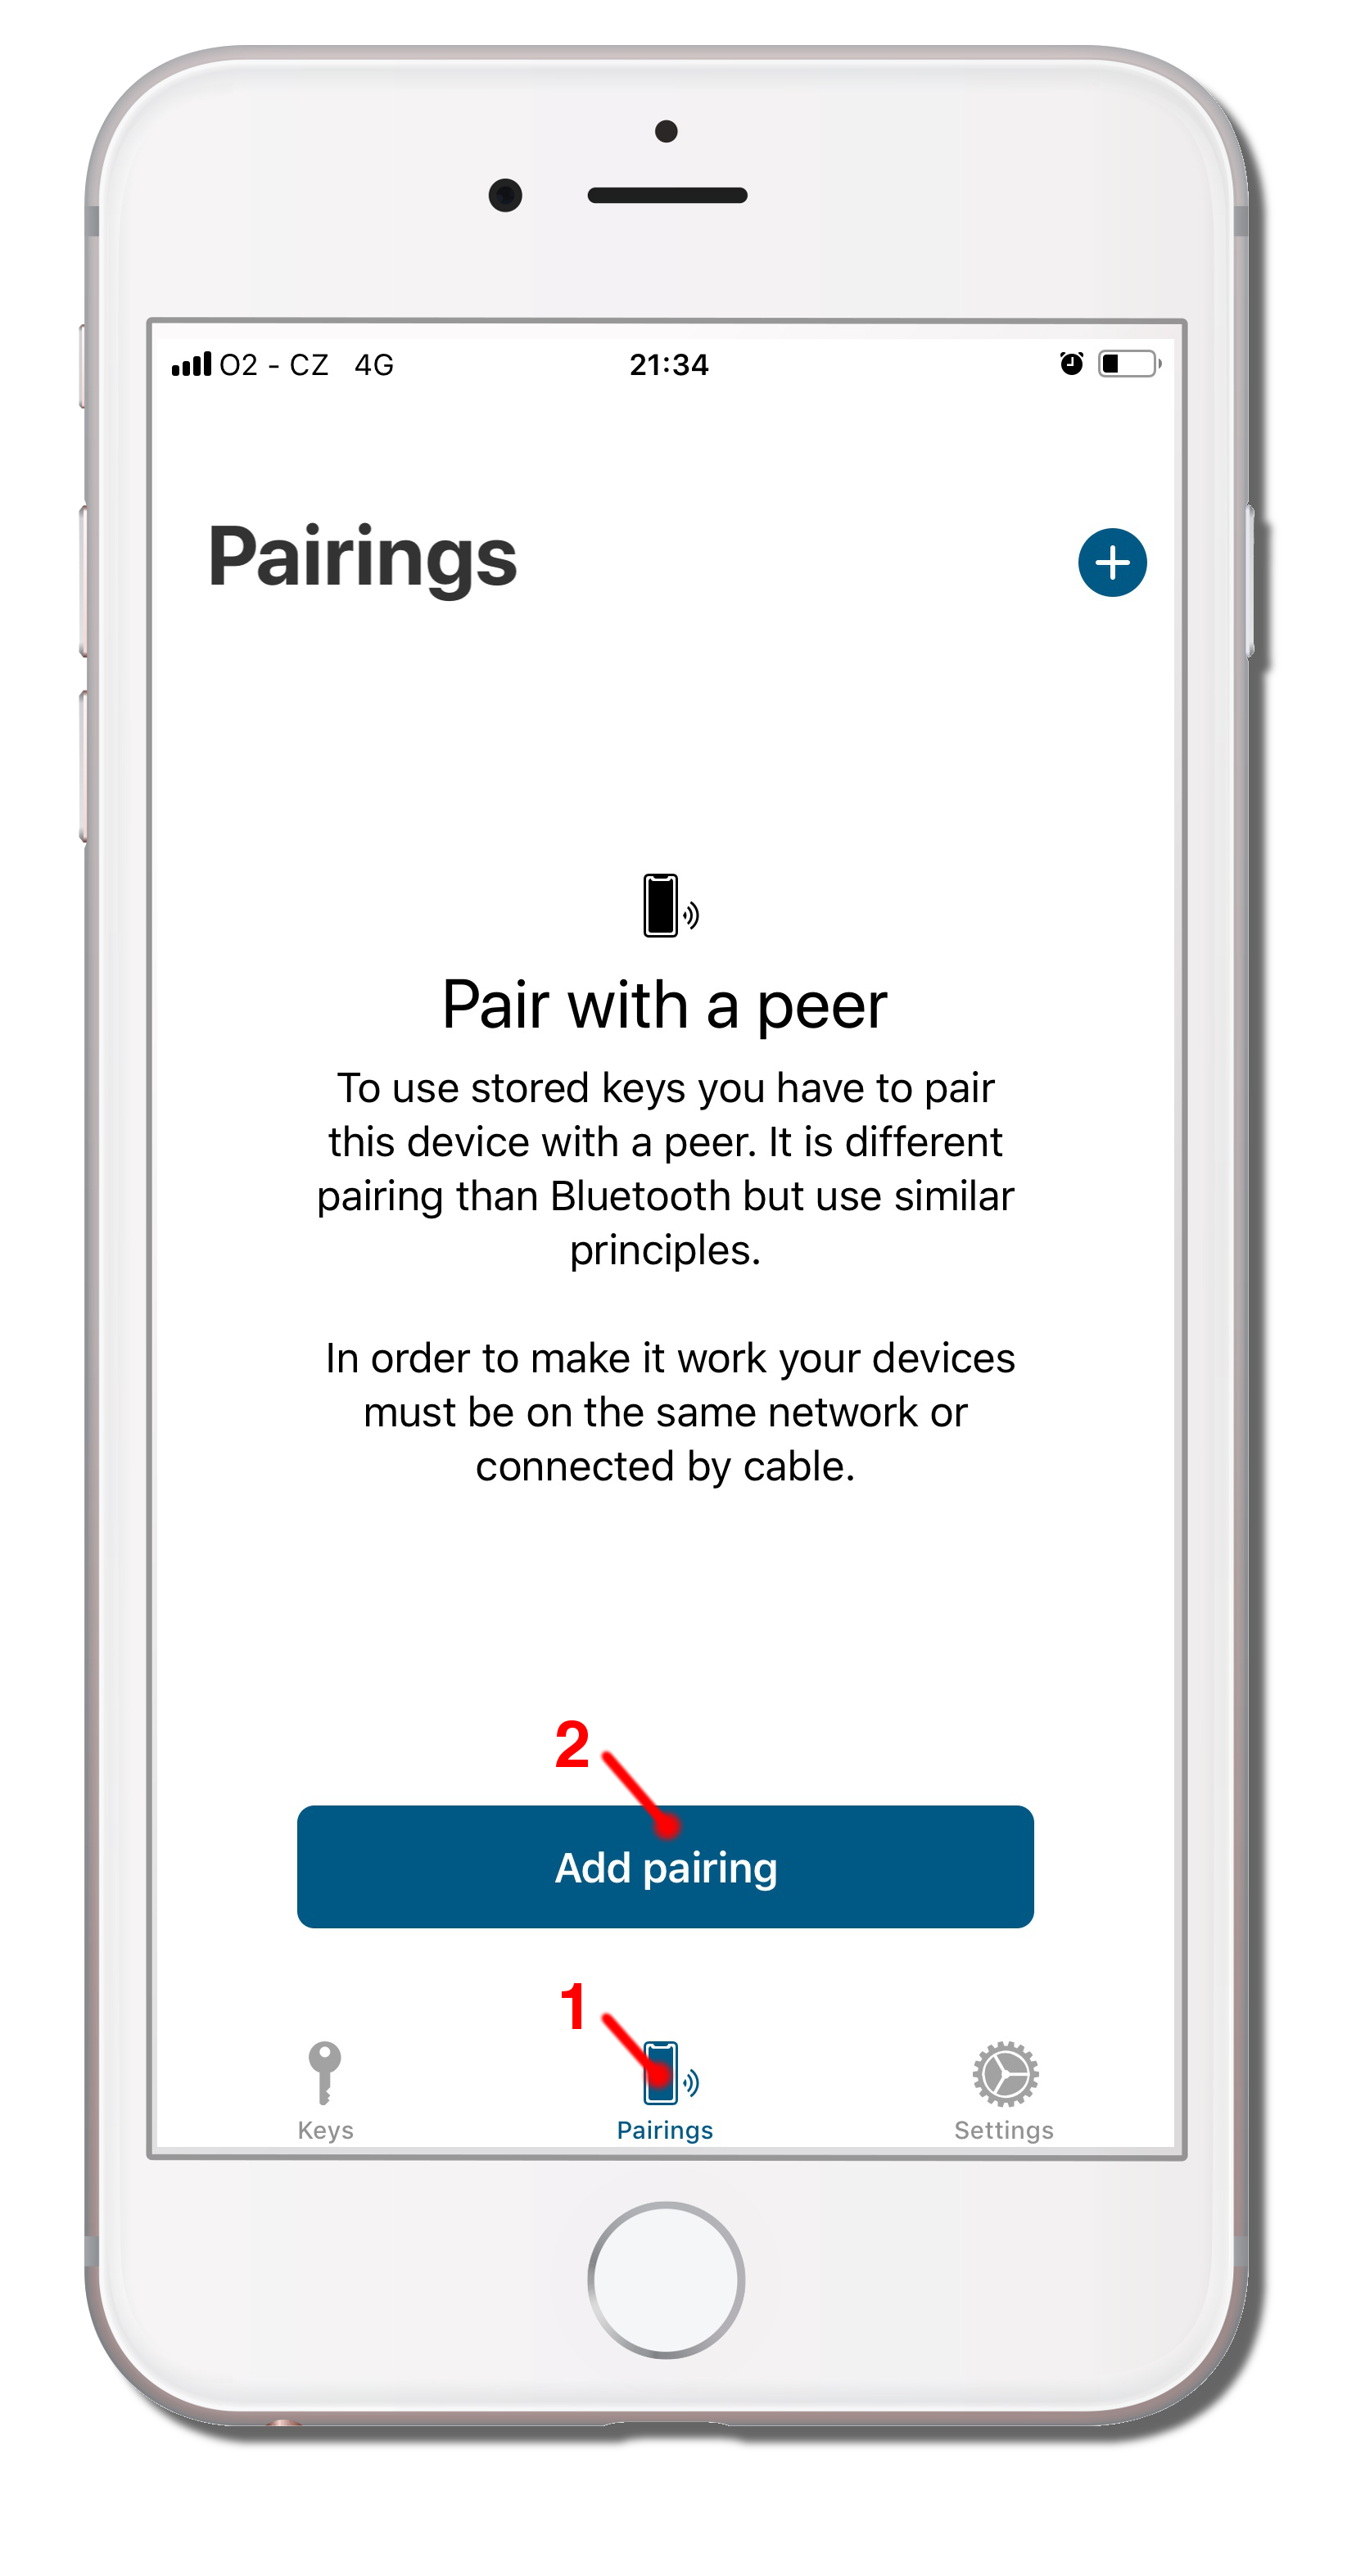 O2 - CZ 4G 21:34
Pairings
Pair with a peer
To use stored keys you have to pair
this device with a peer. It is different
pairing than Bluetooth but use similar
principles.
In order to make it work your devices
must be on the same network or
connected by cable.
2
Add pairing
1
Keys Pairings Settings